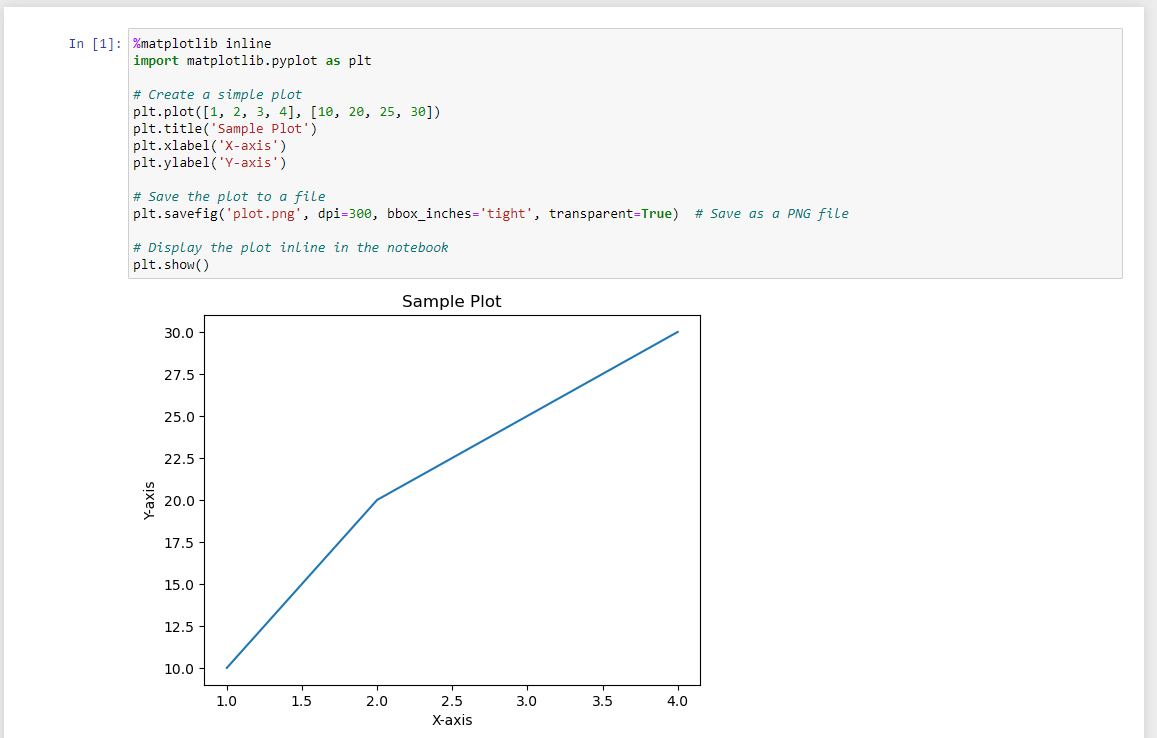 In [1]: %matplotlib inline
import matplotlib.pyplot as plt
# Create a simple plot
plt.plot([1, 2, 3, 4], [10, 20, 25, 30])
plt.title('Sample Plot')
plt.xlabel('X-axis')
plt.ylabel('Y-axis')
# Save the plot to a file
plt.savefig('plot.png', dpi=300, bbox_inches='tight', transparent=True)  # Save as a PNG file
# Display the plot inline in the notebook
plt.show()
Sample Plot
30.0
27.5
25.0
22.5
20.0
17.5
15.0
12.5
10.0
Y-axis
1.0 1.5 2.0 2.5 3.0 3.5 4.0
X-axis